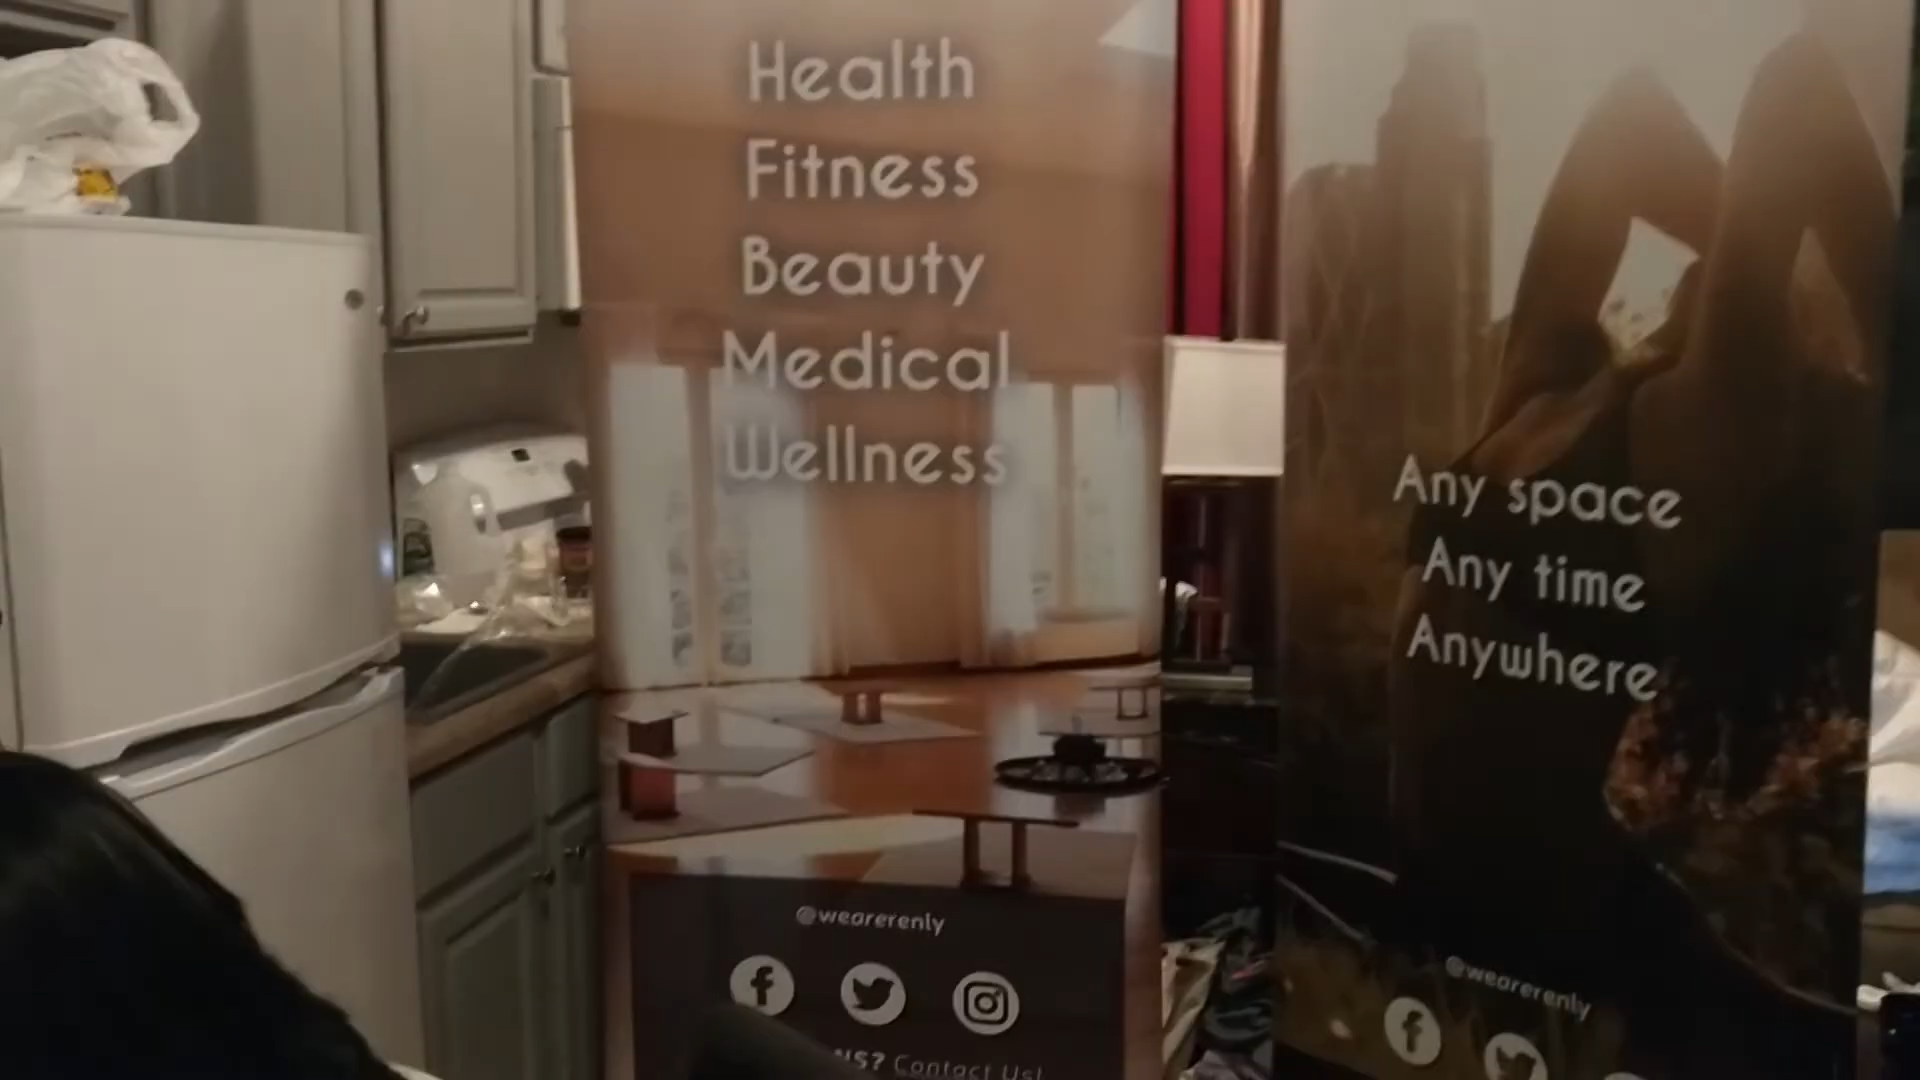 Health
Fitness
Beauty
Medical
Wellness
@wearerenly
Contact Us!
Any space
Any time
Anywhere
@wearerenly